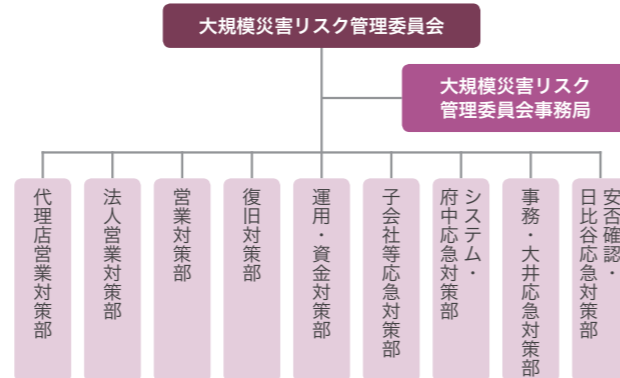 大規模災害リスク管理委員会
大規模災害リスク
管理委員会事務局
代理店営業対策部
法人営業対策部
営業対策部
復旧対策部
運用・資金対策部
子会社等応急対策部
システム・
府中応急対策部
事務・大井応急対策部
安否確認・
日比谷応急対策部